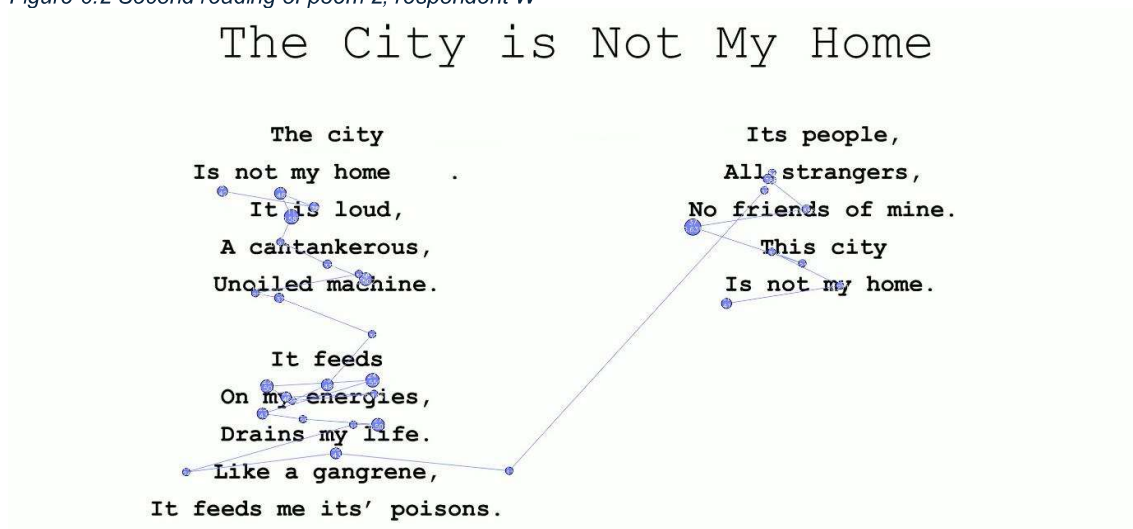 Figure 6.2 Second reading of poem 2, respondent W
The City is Not My Home
The city
Is not my home .
It is loud,
A cantankerous,
Unoiled machine.
It feeds
On my energies,
Drains my life.
Like a gangrene,
It feeds me its’ poisons.
Its people,
All strangers,
No friends of mine.
This city
Is not my home.